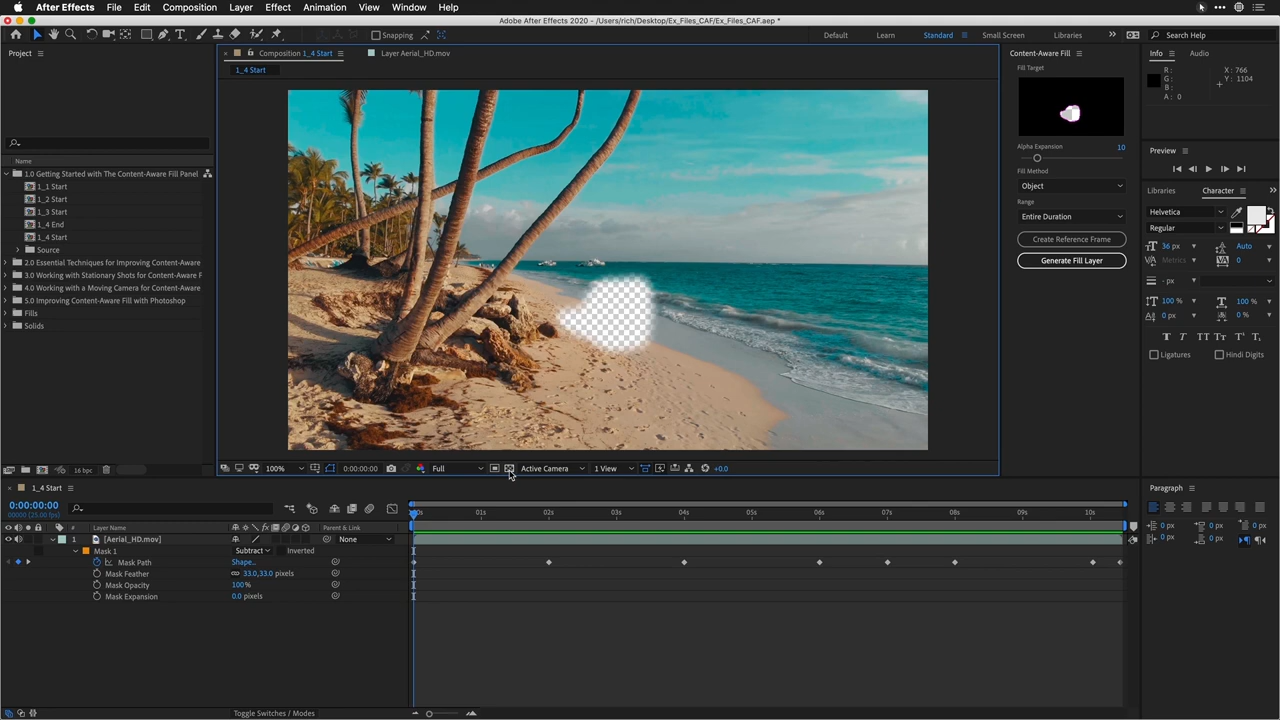 After Effects File Edit Composition Layer Effect Animation View Window Help
Adobe After Effects 2020 - /Users/rich/Desktop/Ex_Files_CAF/Ex_Files_CAF.aep *
Snapping Default Learn Standard Small Screen Libraries Search Help
Project
Composition 1_4 Start
Layer Aerial_HD.mov
1_4 Start
Name
1.0 Getting Started with The Content-Aware Fill Panel
1_1 Start
1_2 Start
1_3 Start
1_4 End
1_4 Start
Source
2.0 Essential Techniques for Improving Content-Aware
3.0 Working with Stationary Shots for Content-Aware F
4.0 Working with a Moving Camera for Content-Aware
5.0 Improving Content-Aware Fill with Photoshop
Fills
Solids
16 bpc
100% 0:00:00:00 Full Active Camera 1 View +0.0
Content-Aware Fill
Fill Target
Alpha Expansion 10
Fill Method
Object
Range
Entire Duration
Create Reference Frame
Generate Fill Layer
Info Audio
R: X: 766
G: Y: 1104
B:
A: 0
Preview
Libraries Character
Helvetica
Regular
36 px Auto
Metrics 0
- px
100 % 100 %
0 px 0 %
T T TT Tt T' T,
Ligatures Hindi Digits
1_4 Start
0:00:00:00
00000 (25.00 fps)
:00s 01s 02s 03s 04s 05s 06s 07s 08s 09s 10s
# Layer Name Parent & Link
1 [Aerial_HD.mov] None
Mask 1 Subtract Inverted
Mask Path Shape...
Mask Feather 33.0,33.0 pixels
Mask Opacity 100%
Mask Expansion 0.0 pixels
Toggle Switches / Modes
Paragraph
0 px 0 px 0 px
0 px 0 px